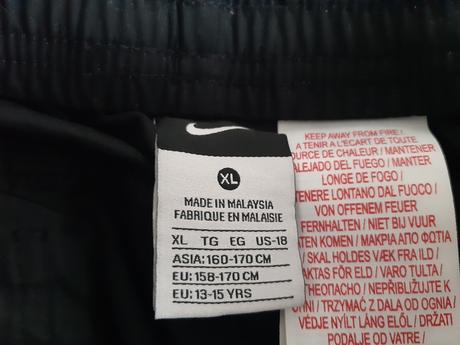 XL
MADE IN MALAYSIA
FABRIQUE EN MALAISIE
XL TG EG US-18
ASIA: 160-170 CM
EU: 158-170 CM
EU: 13-15 YRS
KEEP AWAY FROM FIRE /
A TENIR A L'ÉCART DE TOUTE
SOURCE DE CHALEUR / MANTENER
ALEJADO DEL FUEGO / MANTER
LONGE DE FOGO /
TENERE LONTANO DAL FUOCO /
VON OFFENEM FEUER
FERNHALTEN / NIET BIJ VUUR
KOMEN / ΜΑΚΡΙΑ ΑΠΟ ΦΩΤΙΑ
/ SKAL HOLDES VÆK FRA ILD /
FÖR ELD / VARO TULTA /
NEPŘIBLIŽUJTE K
OHNI / TRZYMAĆ Z DALA OD OGNIA /
VÉDJE NYÍLT LÁNG ELŐL / DRŽATI
PODALJE OD VATRE /